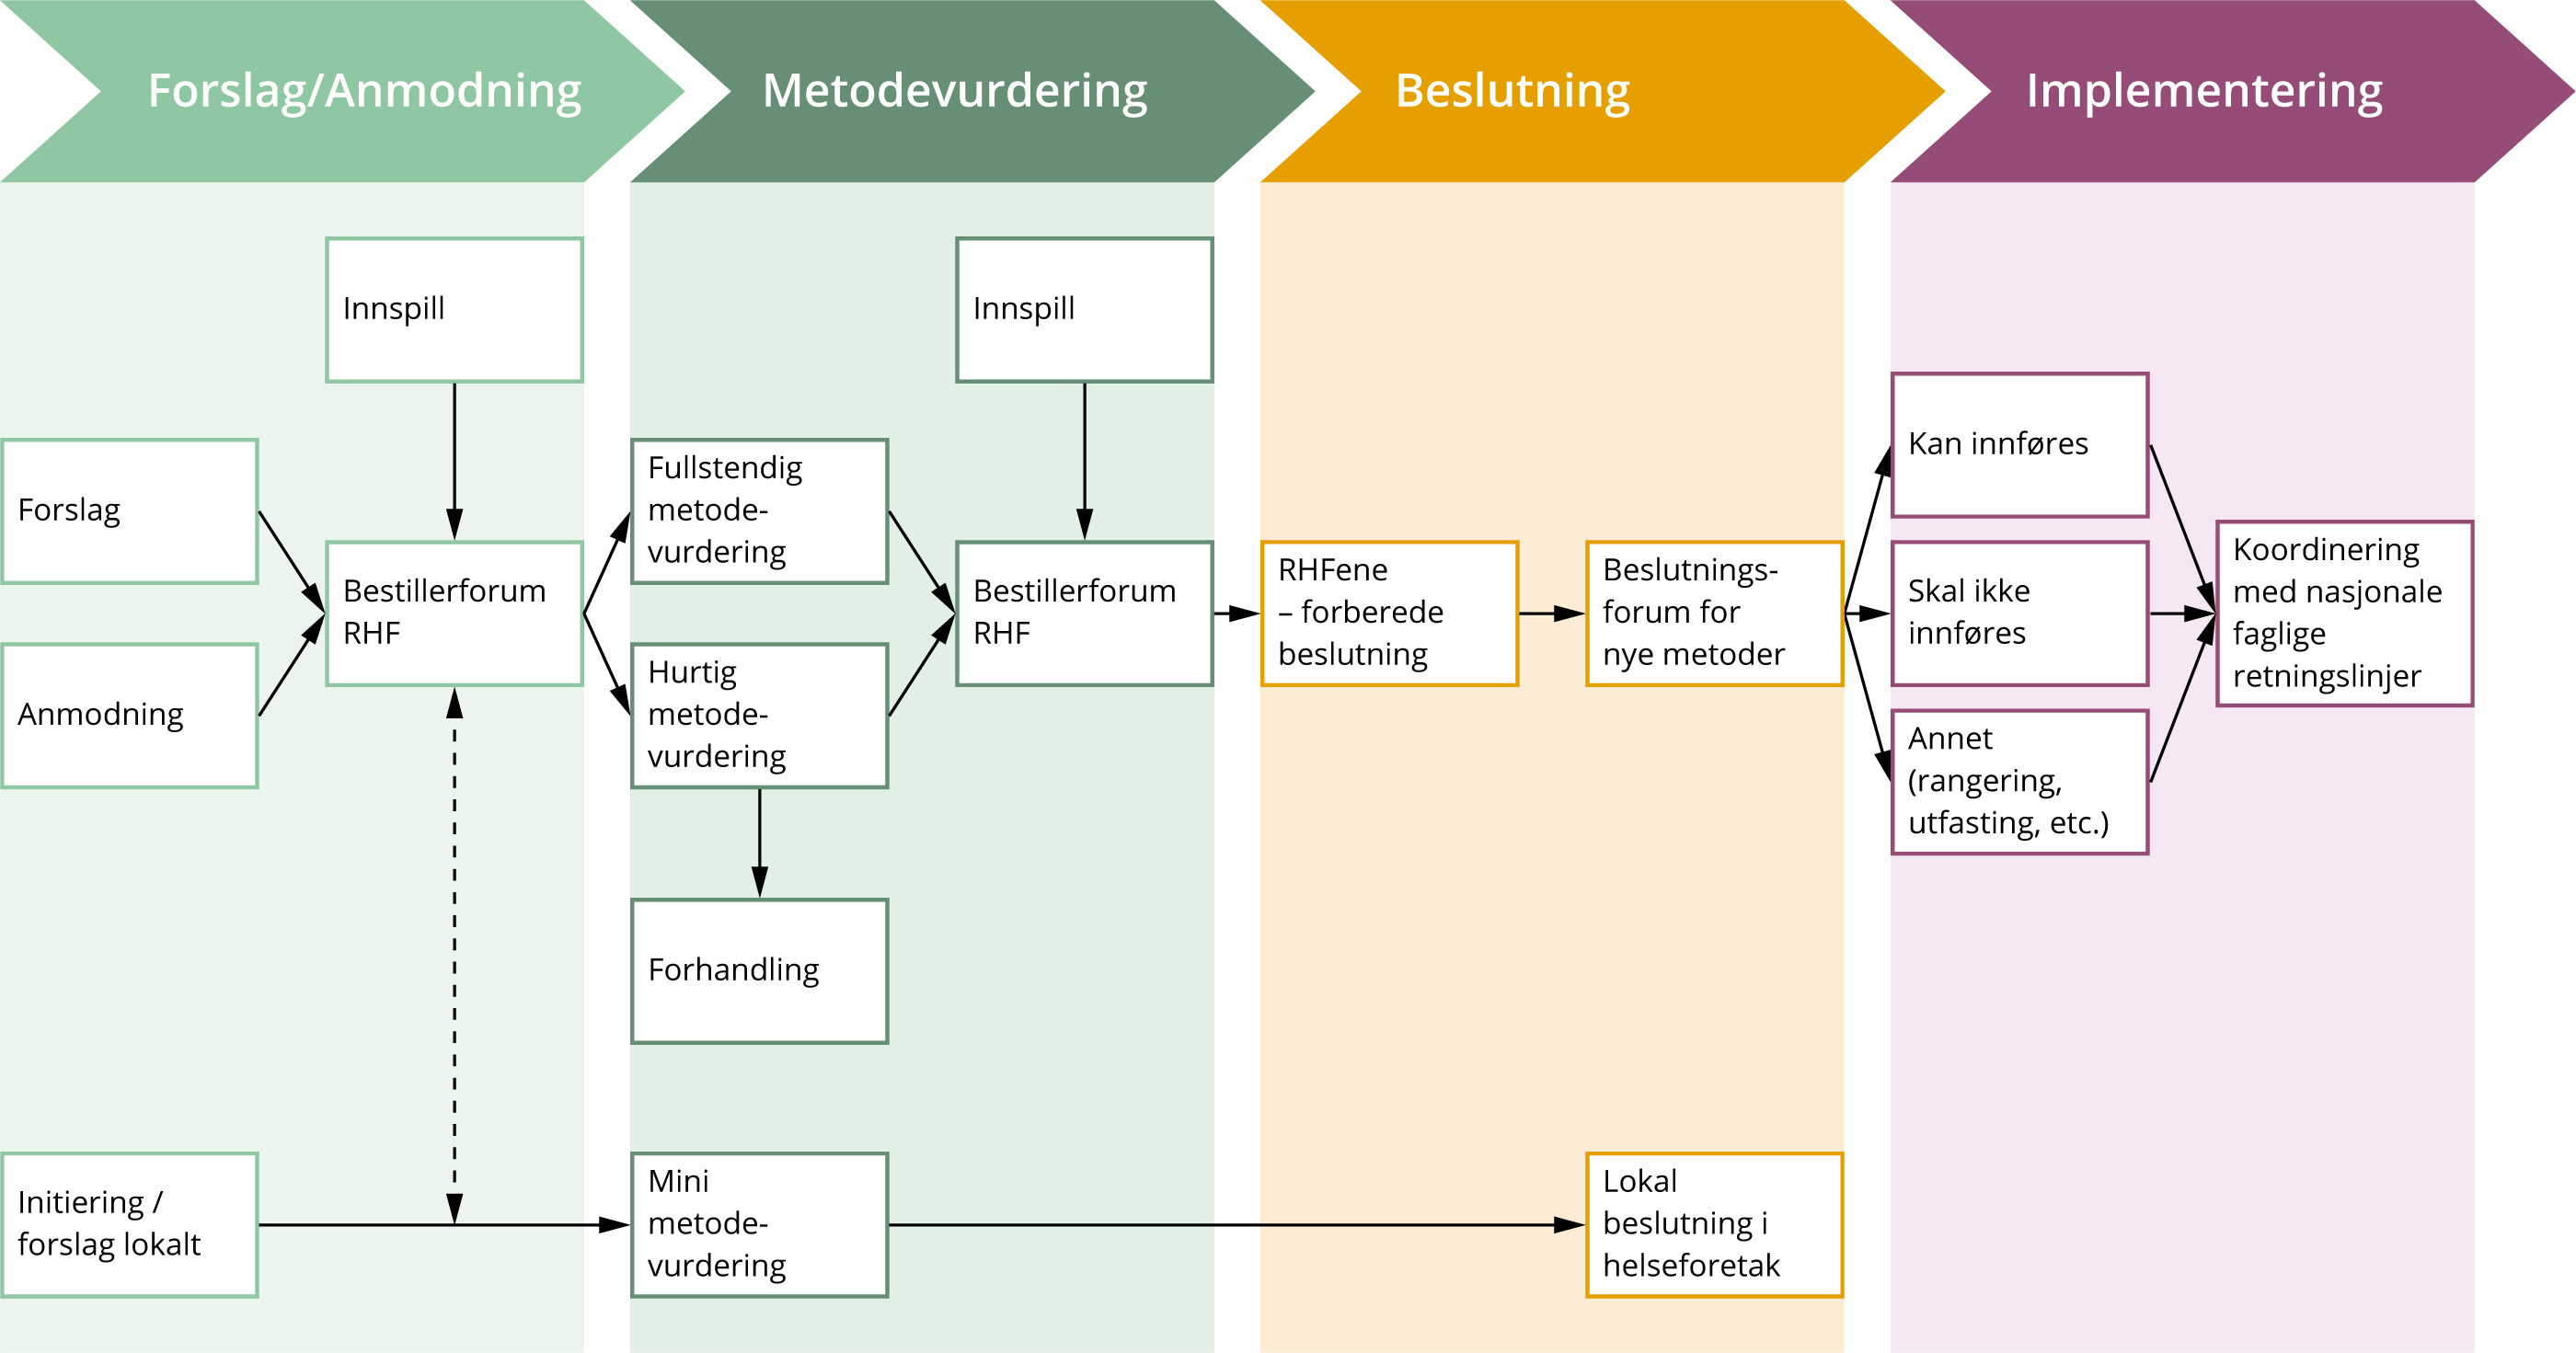 Forslag/Anmodning
Metodevurdering
Beslutning
Implementering
Innspill
Forslag
Anmodning
Bestillerforum
RHF
Initiering /
forslag lokalt
Innspill
Fullstendig
metode-
vurdering
Hurtig
metode-
vurdering
Bestillerforum
RHF
Forhandling
Mini
metode-
vurdering
RHFene
– forberede
beslutning
Beslutnings-
forum for
nye metoder
Lokal
beslutning i
helseforetak
Kan innføres
Skal ikke
innføres
Annet
(rangering,
utfasting, etc.)
Koordinering
med nasjonale
faglige
retningslinjer